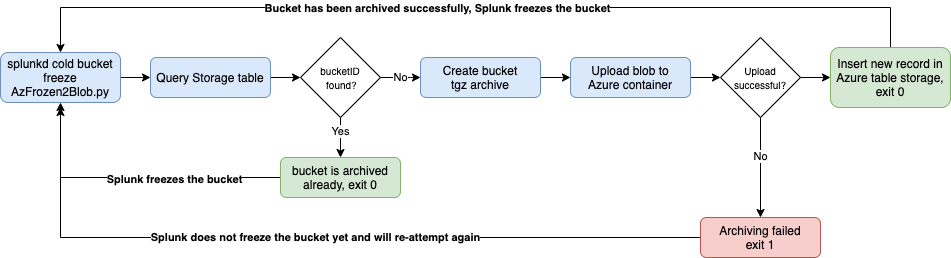 Bucket has been archived successfully, Splunk freezes the bucket
splunkd cold bucket
freeze
AzFrozen2Blob.py
Query Storage table
bucketID
found?
No
Create bucket
tgz archive
Upload blob to
Azure container
Upload
successful?
Insert new record in
Azure table storage,
exit 0
Yes
No
bucket is archived
already, exit 0
Splunk freezes the bucket
Archiving failed
exit 1
Splunk does not freeze the bucket yet and will re-attempt again